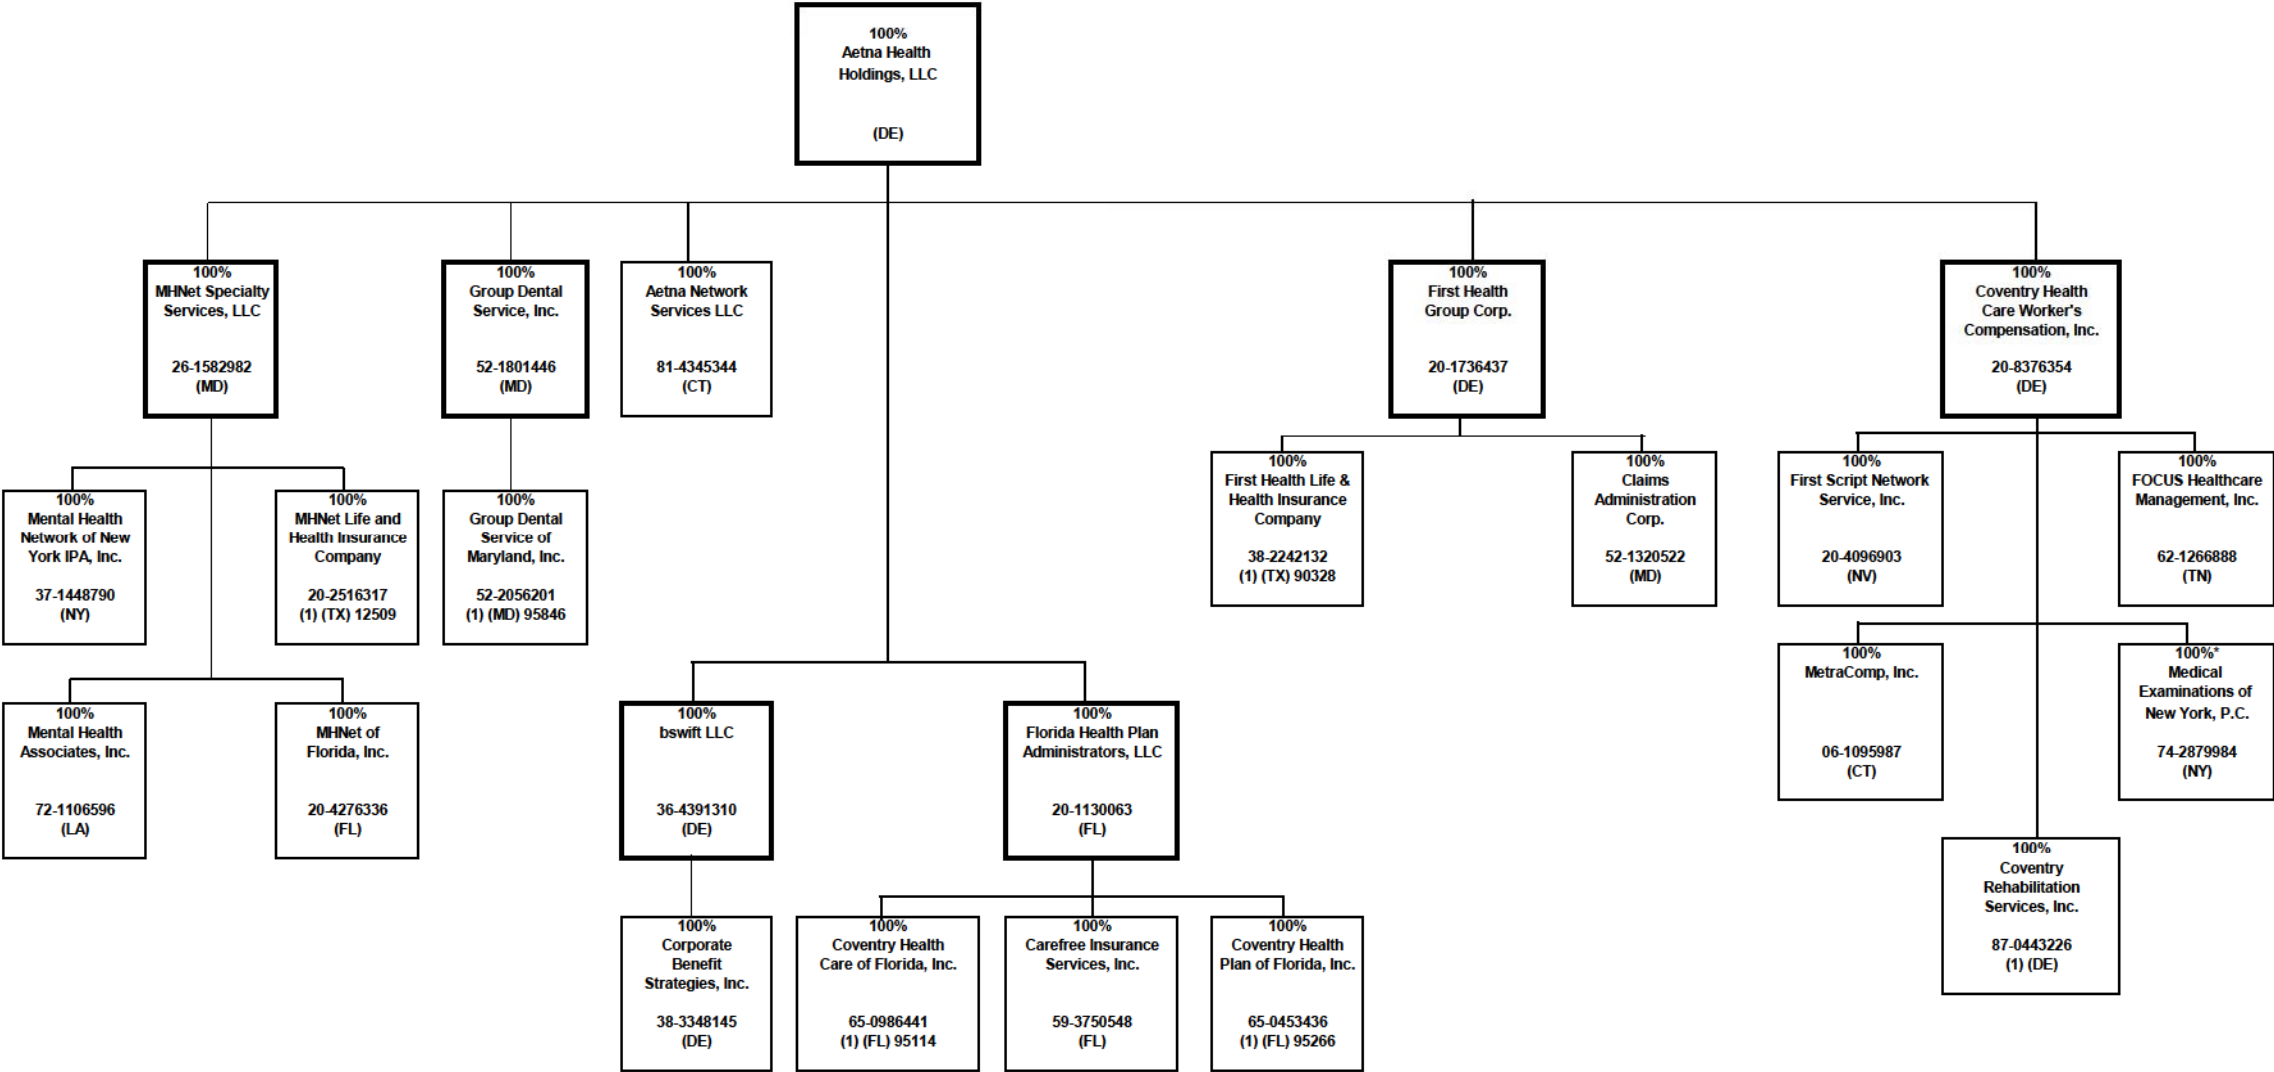 100%
Aetna Health
Holdings, LLC
(DE)
100%
MHNet Specialty
Services, LLC
26-1582982
(MD)
100%
Group Dental
Service, Inc.
52-1801446
(MD)
100%
Aetna Network
Services LLC
81-4345344
(CT)
100%
First Health
Group Corp.
20-1736437
(DE)
100%
Coventry Health
Care Worker's
Compensation, Inc.
20-8376354
(DE)
100%
Mental Health
Network of New
York IPA, Inc.
37-1448790
(NY)
100%
MHNet Life and
Health Insurance
Company
20-2516317
(1) (TX) 12509
100%
Group Dental
Service of
Maryland, Inc.
52-2056201
(1) (MD) 95846
100%
First Health Life &
Health Insurance
Company
38-2242132
(1) (TX) 90328
100%
Claims
Administration
Corp.
52-1320522
(MD)
100%
First Script Network
Service, Inc.
20-4096903
(NV)
100%
FOCUS Healthcare
Management, Inc.
62-1266888
(TN)
100%
Mental Health
Associates, Inc.
72-1106596
(LA)
100%
MHNet of
Florida, Inc.
20-4276336
(FL)
100%
bswift LLC
36-4391310
(DE)
100%
Florida Health Plan
Administrators, LLC
20-1130063
(FL)
100%
MetraComp, Inc.
06-1095987
(CT)
100%*
Medical
Examinations of
New York, P.C.
74-2879984
(NY)
100%
Coventry
Rehabilitation
Services, Inc.
87-0443226
(1) (DE)
100%
Corporate
Benefit
Strategies, Inc.
38-3348145
(DE)
100%
Coventry Health
Care of Florida, Inc.
65-0986441
(1) (FL) 95114
100%
Carefree Insurance
Services, Inc.
59-3750548
(FL)
100%
Coventry Health
Plan of Florida, Inc.
65-0453436
(1) (FL) 95266